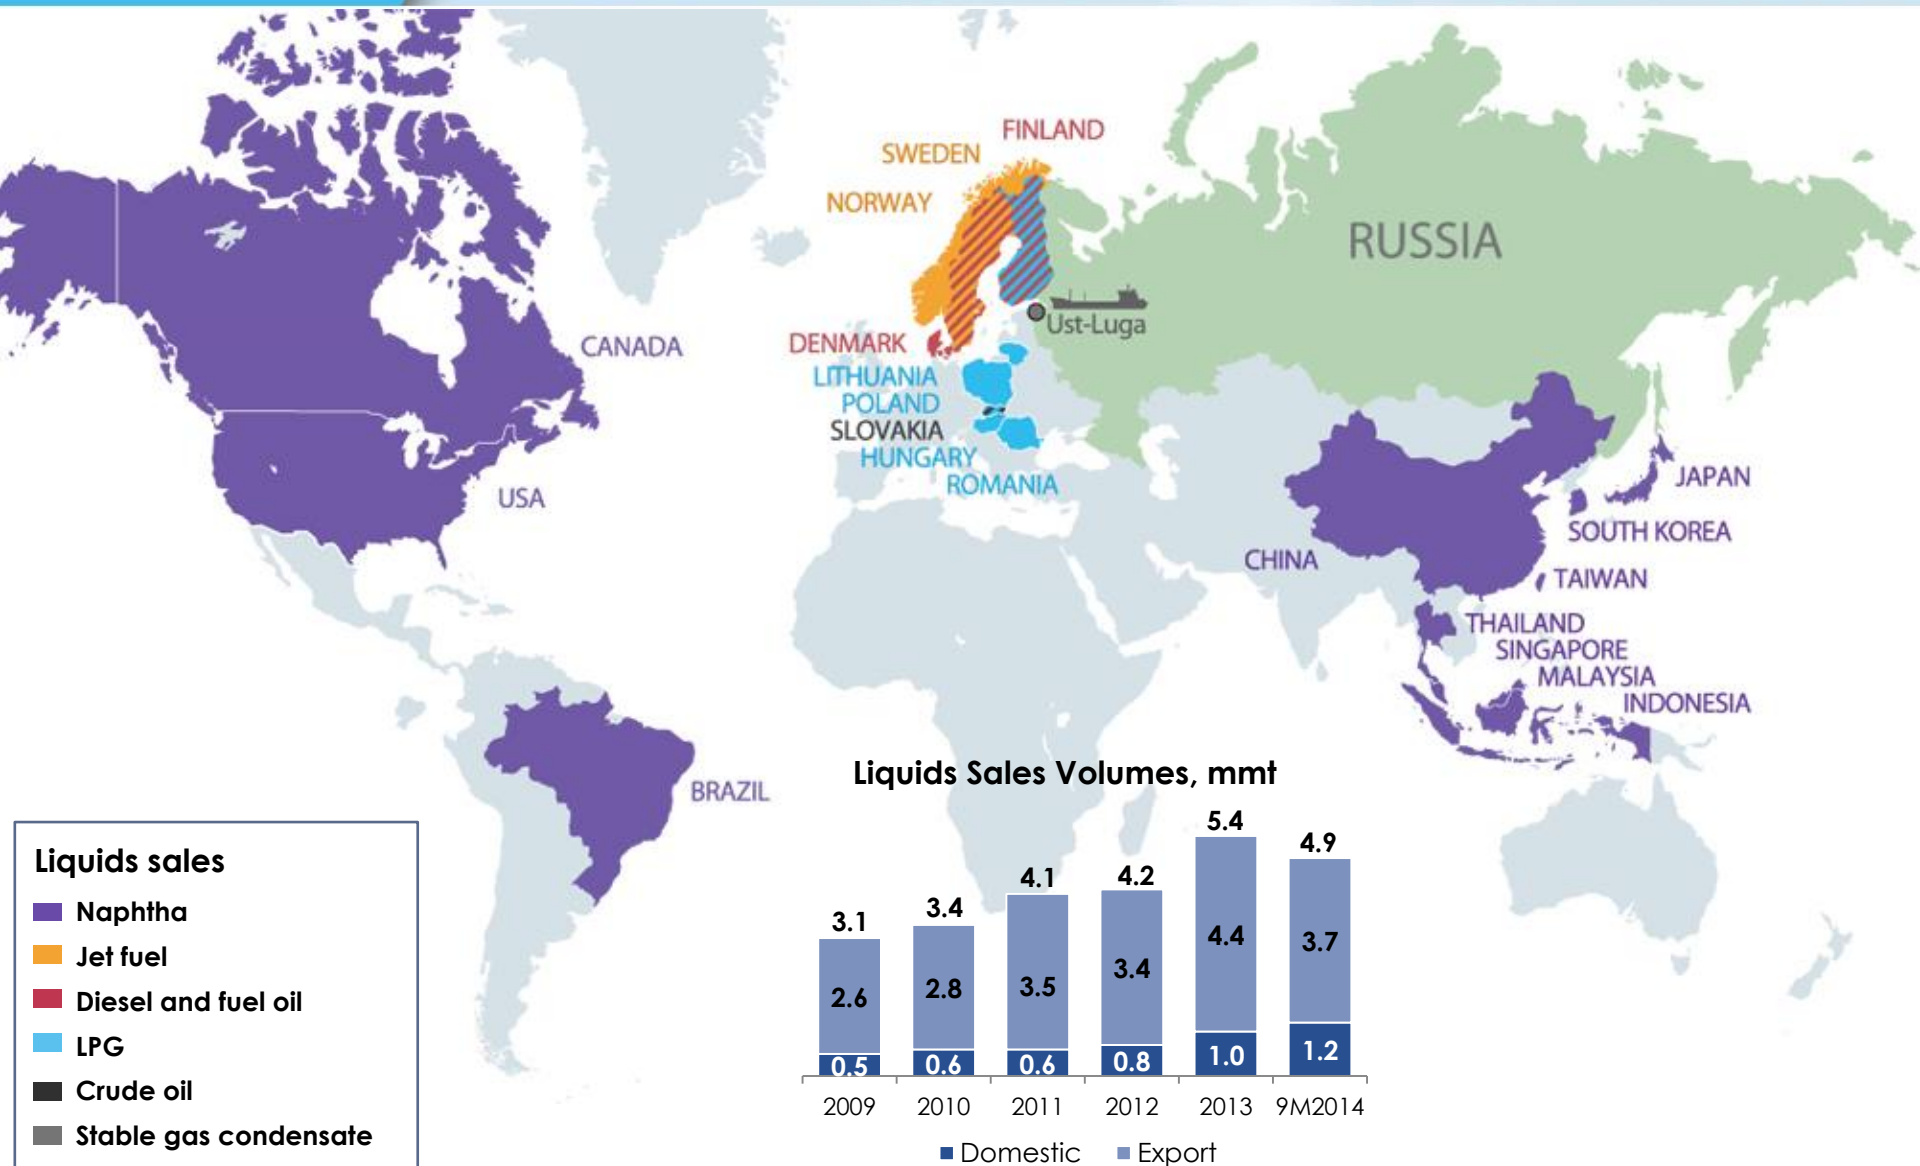 FINLAND
SWEDEN
NORWAY
RUSSIA
Ust-Luga
DENMARK
LITHUANIA
POLAND
SLOVAKIA
HUNGARY
ROMANIA
CANADA
USA
BRAZIL
JAPAN
SOUTH KOREA
CHINA
TAIWAN
THAILAND
SINGAPORE
MALAYSIA
INDONESIA
Liquids Sales Volumes, mmt
3.1 3.4 4.1 4.2 5.4 4.9
2.6 2.8 3.5 3.4 4.4 3.7
0.5 0.6 0.6 0.8 1.0 1.2
2009 2010 2011 2012 2013 9M2014
Domestic Export
Liquids sales
Naphtha
Jet fuel
Diesel and fuel oil
LPG
Crude oil
Stable gas condensate